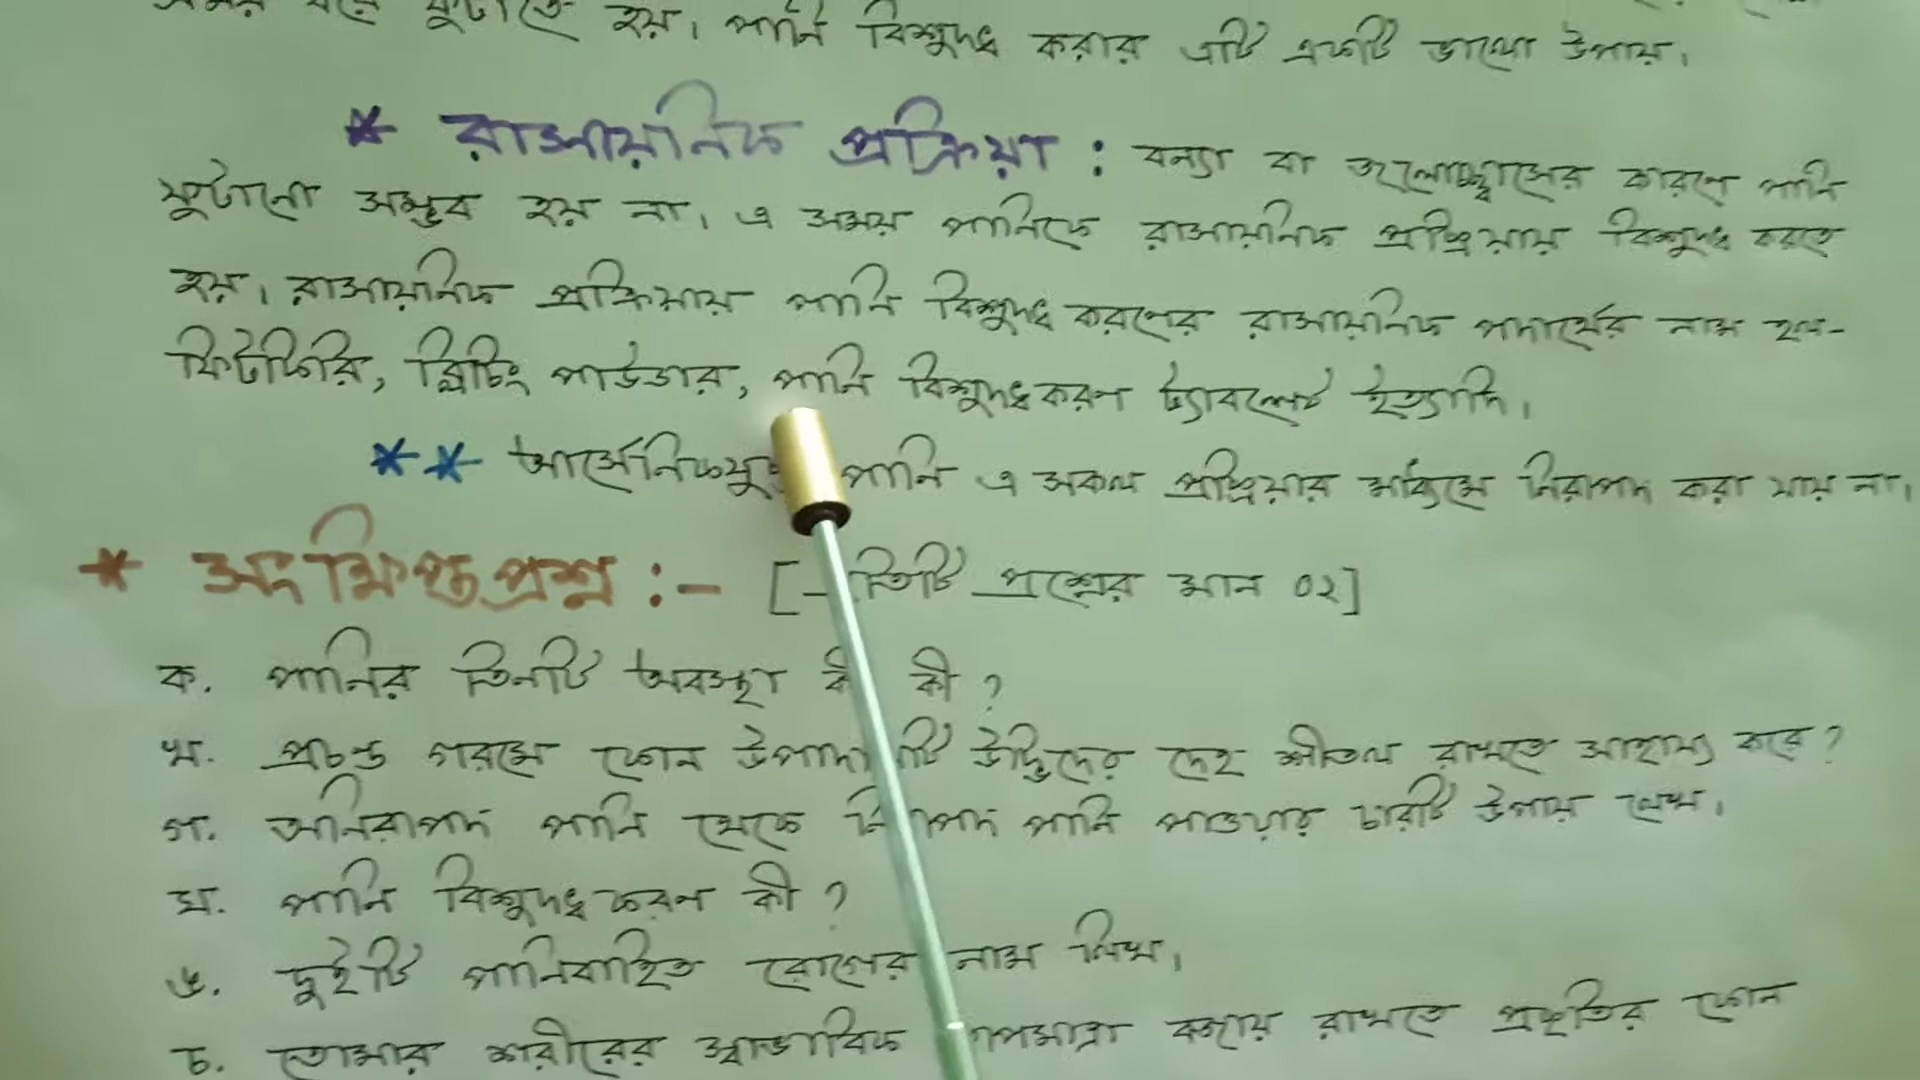 ফুটাতে হয়। পানি বিশুদ্ধ করার এটি একটি ভালো উপায়।
* রাসায়নিক প্রক্রিয়া : বন্যা বা জলোচ্ছ্বাসের কারণে পানি
ফুটানো সম্ভব হয় না। এ সময় পানিকে রাসায়নিক প্রক্রিয়ায় বিশুদ্ধ করতে
হয়। রাসায়নিক প্রক্রিয়ায় পানি বিশুদ্ধ করণের রাসায়নিক পদার্থের নাম হল-
ফিটকিরি, ব্লিচিং পাউডার, পানি বিশুদ্ধকরণ ট্যাবলেট ইত্যাদি।
** আর্সেনিকযুক্ত পানি এ সকল প্রক্রিয়ার মাধ্যমে নিরাপদ করা যায় না।
* সংক্ষিপ্তপ্রশ্ন :- [প্রতিটি প্রশ্নের মান ০২]
ক. পানির তিনটি অবস্থা কী কী ?
খ. প্রচন্ড গরমে কোন উপাদানটি উদ্ভিদের দেহ শীতল রাখতে সাহায্য করে ?
গ. অনিরাপদ পানি থেকে নিরাপদ পানি পাওয়ার চারটি উপায় লেখ।
ঘ. পানি বিশুদ্ধ করণ কী ?
ঙ. দুইটি পানিবাহিত রোগের নাম লিখ।
চ. তোমার শরীরের স্বাভাবিক তাপমাত্রা বজায় রাখতে প্রকৃতির কোন